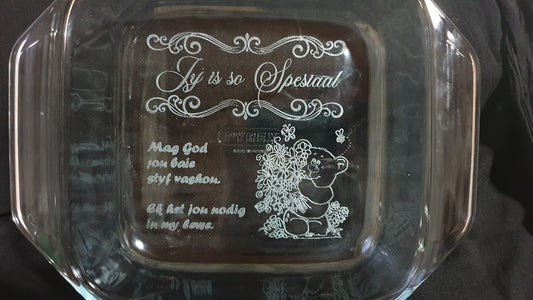 Jy is so Spesiaal
PYREX
Mag God
jou baie
styf vashou.
Ek het jou nodig
in my lewe.